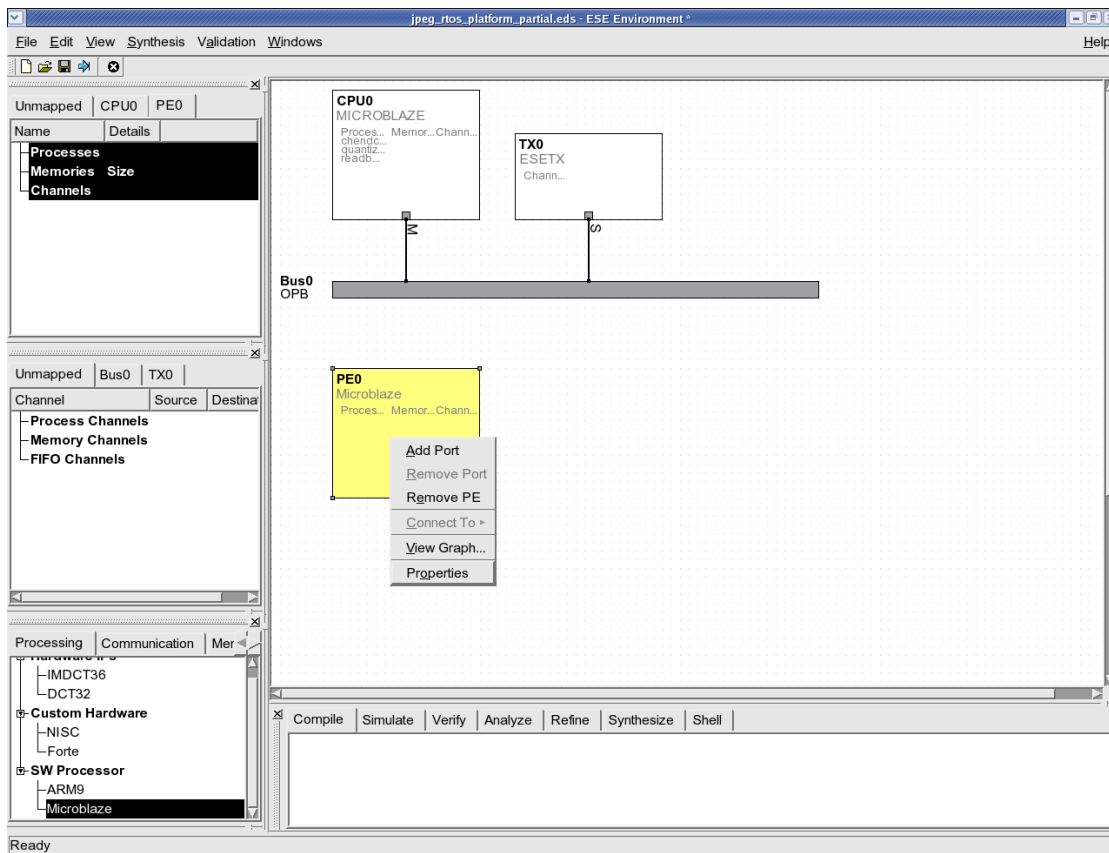 jpeg_rtos_platform_partial.eds - ESE Environment *
File Edit View Synthesis Validation Windows Help
Unmapped CPU0 PE0
Name Details
Processes
Memories Size
Channels
Unmapped Bus0 TX0
Channel Source Destina
Process Channels
Memory Channels
FIFO Channels
Processing Communication Mer
IMDCT36
DCT32
Custom Hardware
NISC
Forte
SW Processor
ARM9
Microblaze
CPU0
MICROBLAZE
Proces... Memor... Chann...
chendc...
quantiz...
readb...
M
TX0
ESETX
Chann...
S
Bus0
OPB
PE0
Microblaze
Proces... Memor... Chann...
Add Port
Remove Port
Remove PE
Connect To
View Graph...
Properties
Compile Simulate Verify Analyze Refine Synthesize Shell
Ready